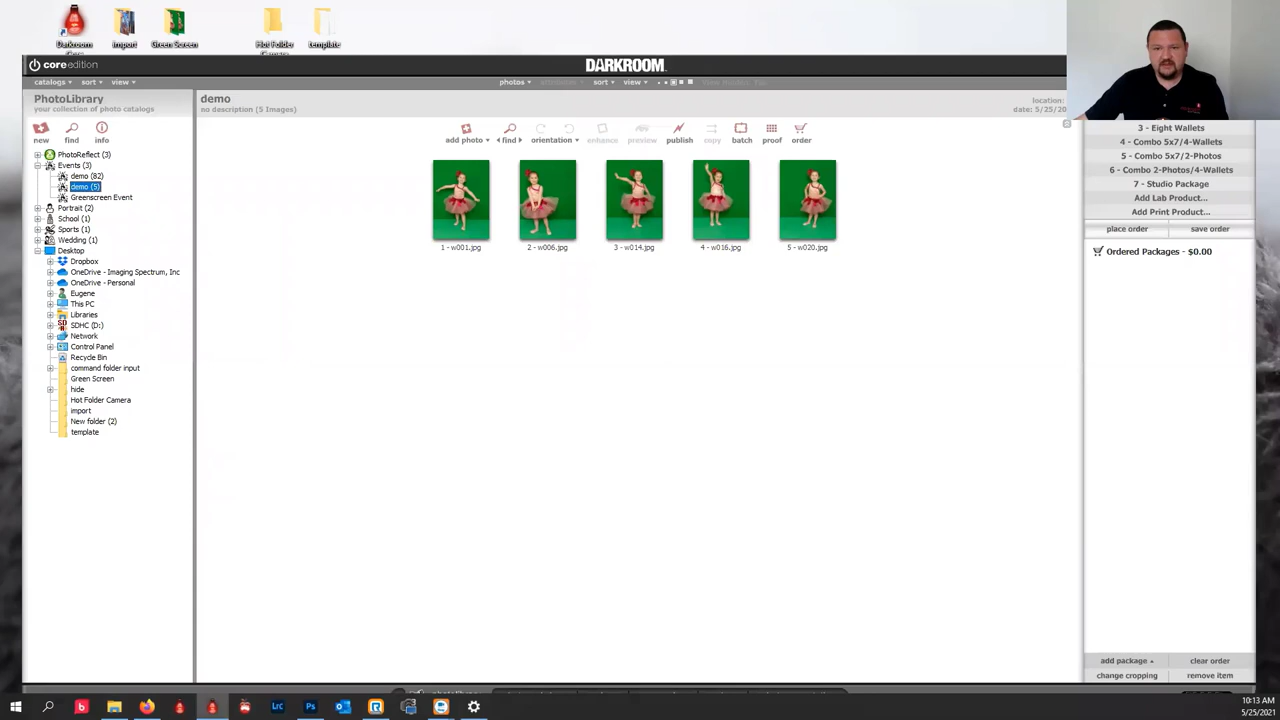 Darkroom
import
Green Screen
Hot Folder
template
coreedition
DARKROOM
catalogs
sort
view
photos
sort
view
PhotoLibrary
your collection of photo catalogs
demo
no description (5 Images)
location:
date: 5/25/20
new
find
info
add photo
find
orientation
enhance
preview
publish
copy
batch
proof
order
PhotoReflect (3)
Events (3)
demo (82)
demo (5)
Greenscreen Event
Portrait (2)
School (1)
Sports (1)
Wedding (1)
Desktop
Dropbox
OneDrive - Imaging Spectrum, Inc
OneDrive - Personal
Eugene
This PC
Libraries
SDHC (D:)
Network
Control Panel
Recycle Bin
command folder input
Green Screen
hide
Hot Folder Camera
import
New folder (2)
template
1 - w001.jpg
2 - w006.jpg
3 - w014.jpg
4 - w016.jpg
5 - w020.jpg
3 - Eight Wallets
4 - Combo 5x7/4-Wallets
5 - Combo 5x7/2-Photos
6 - Combo 2-Photos/4-Wallets
7 - Studio Package
Add Lab Product...
Add Print Product...
place order
save order
Ordered Packages - $0.00
add package
clear order
change cropping
remove item
10:13 AM
5/25/2021